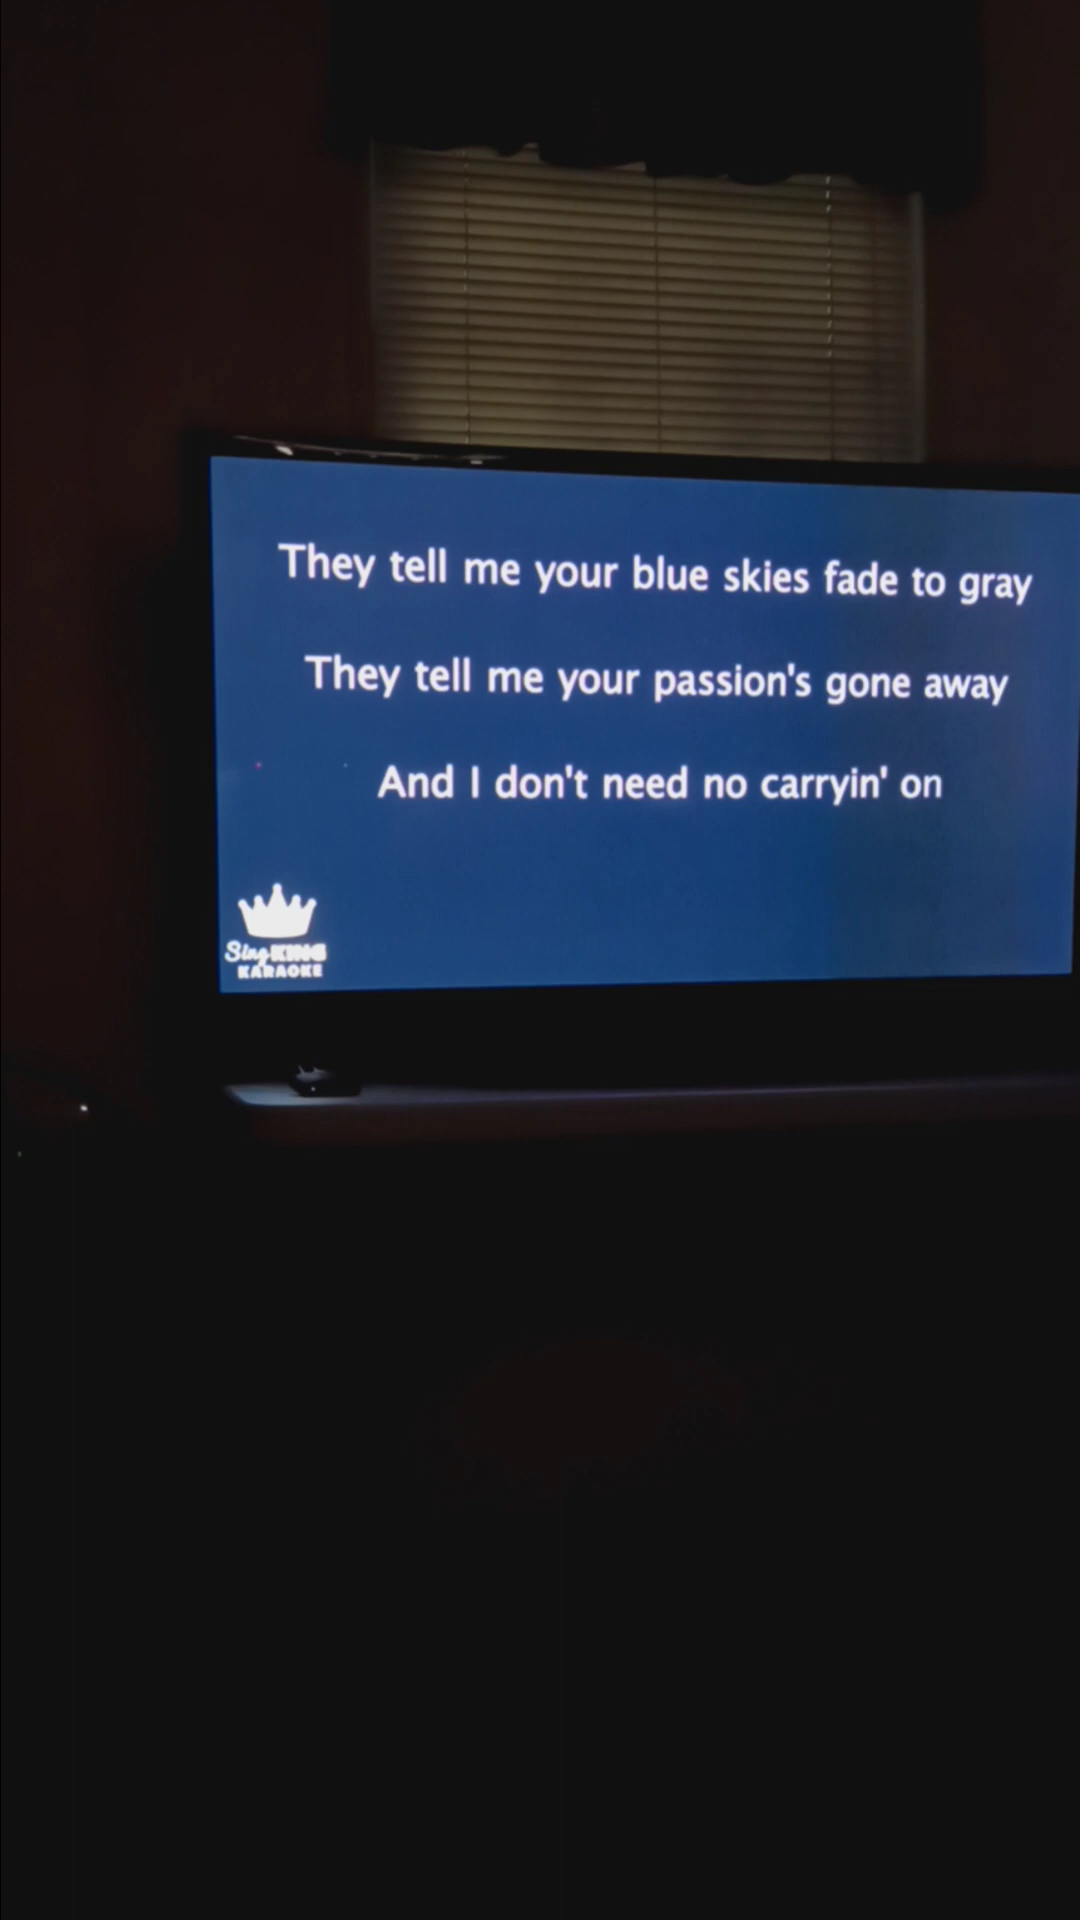 They tell me your blue skies fade to gray
They tell me your passion's gone away
And I don't need no carryin' on
SingKING
KARAOKE